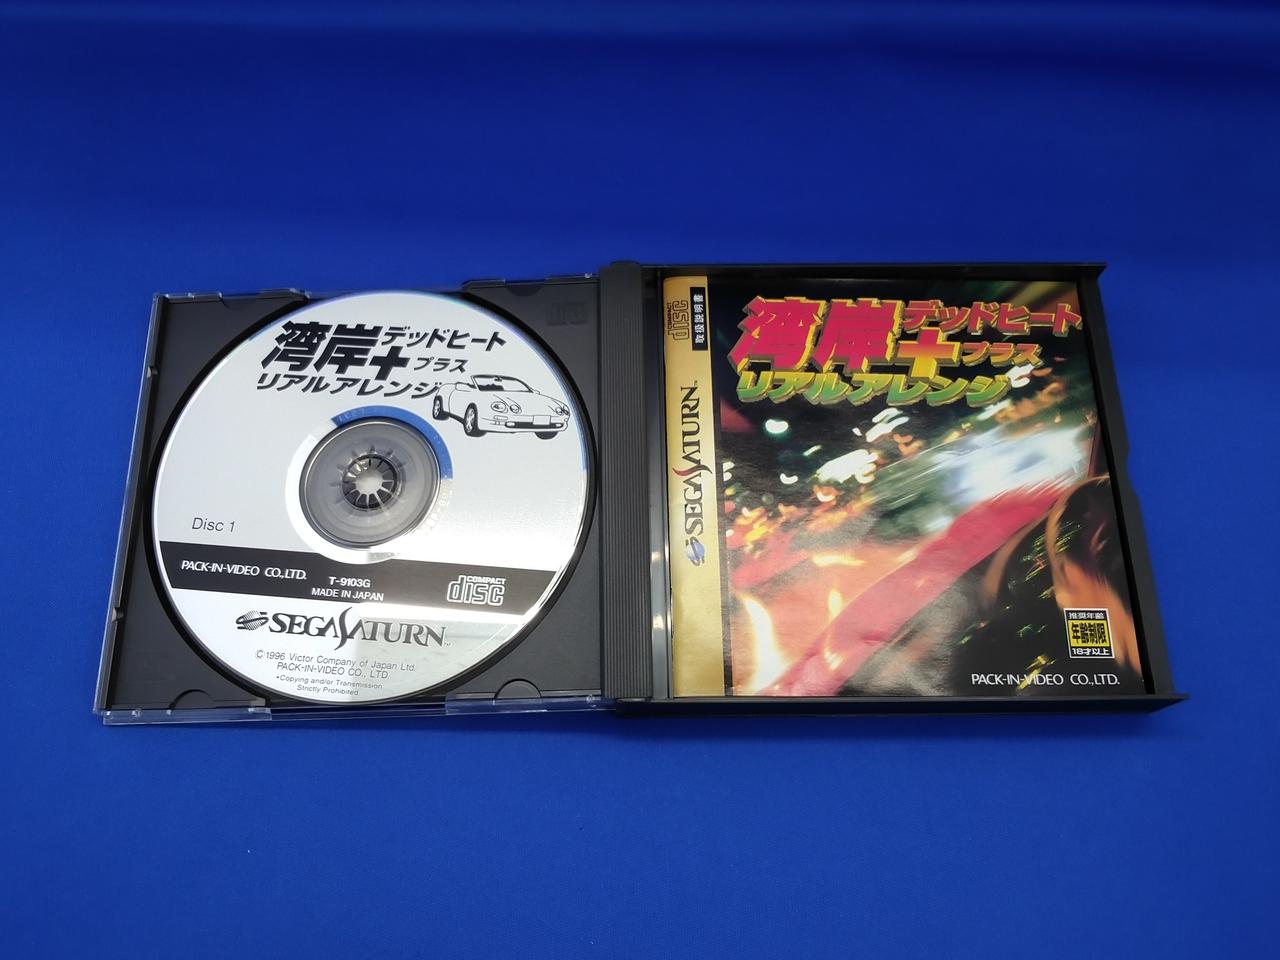 湾岸デッドヒート
+プラス
リアルアレンジ
Disc 1
PACK-IN-VIDEO CO.,LTD.
T-9103G
MADE IN JAPAN
COMPACT
disc
SEGA SATURN™
©1996 Victor Company of Japan Ltd.
PACK-IN-VIDEO CO., LTD.
*Copying and/or Transmission
Strictly Prohibited.
COMPACT
disc
取扱説明書
SEGA SATURN™
湾岸デッドヒート
+プラス
リアルアレンジ
推奨年齢
年齢制限
18才以上
PACK-IN-VIDEO CO.,LTD.